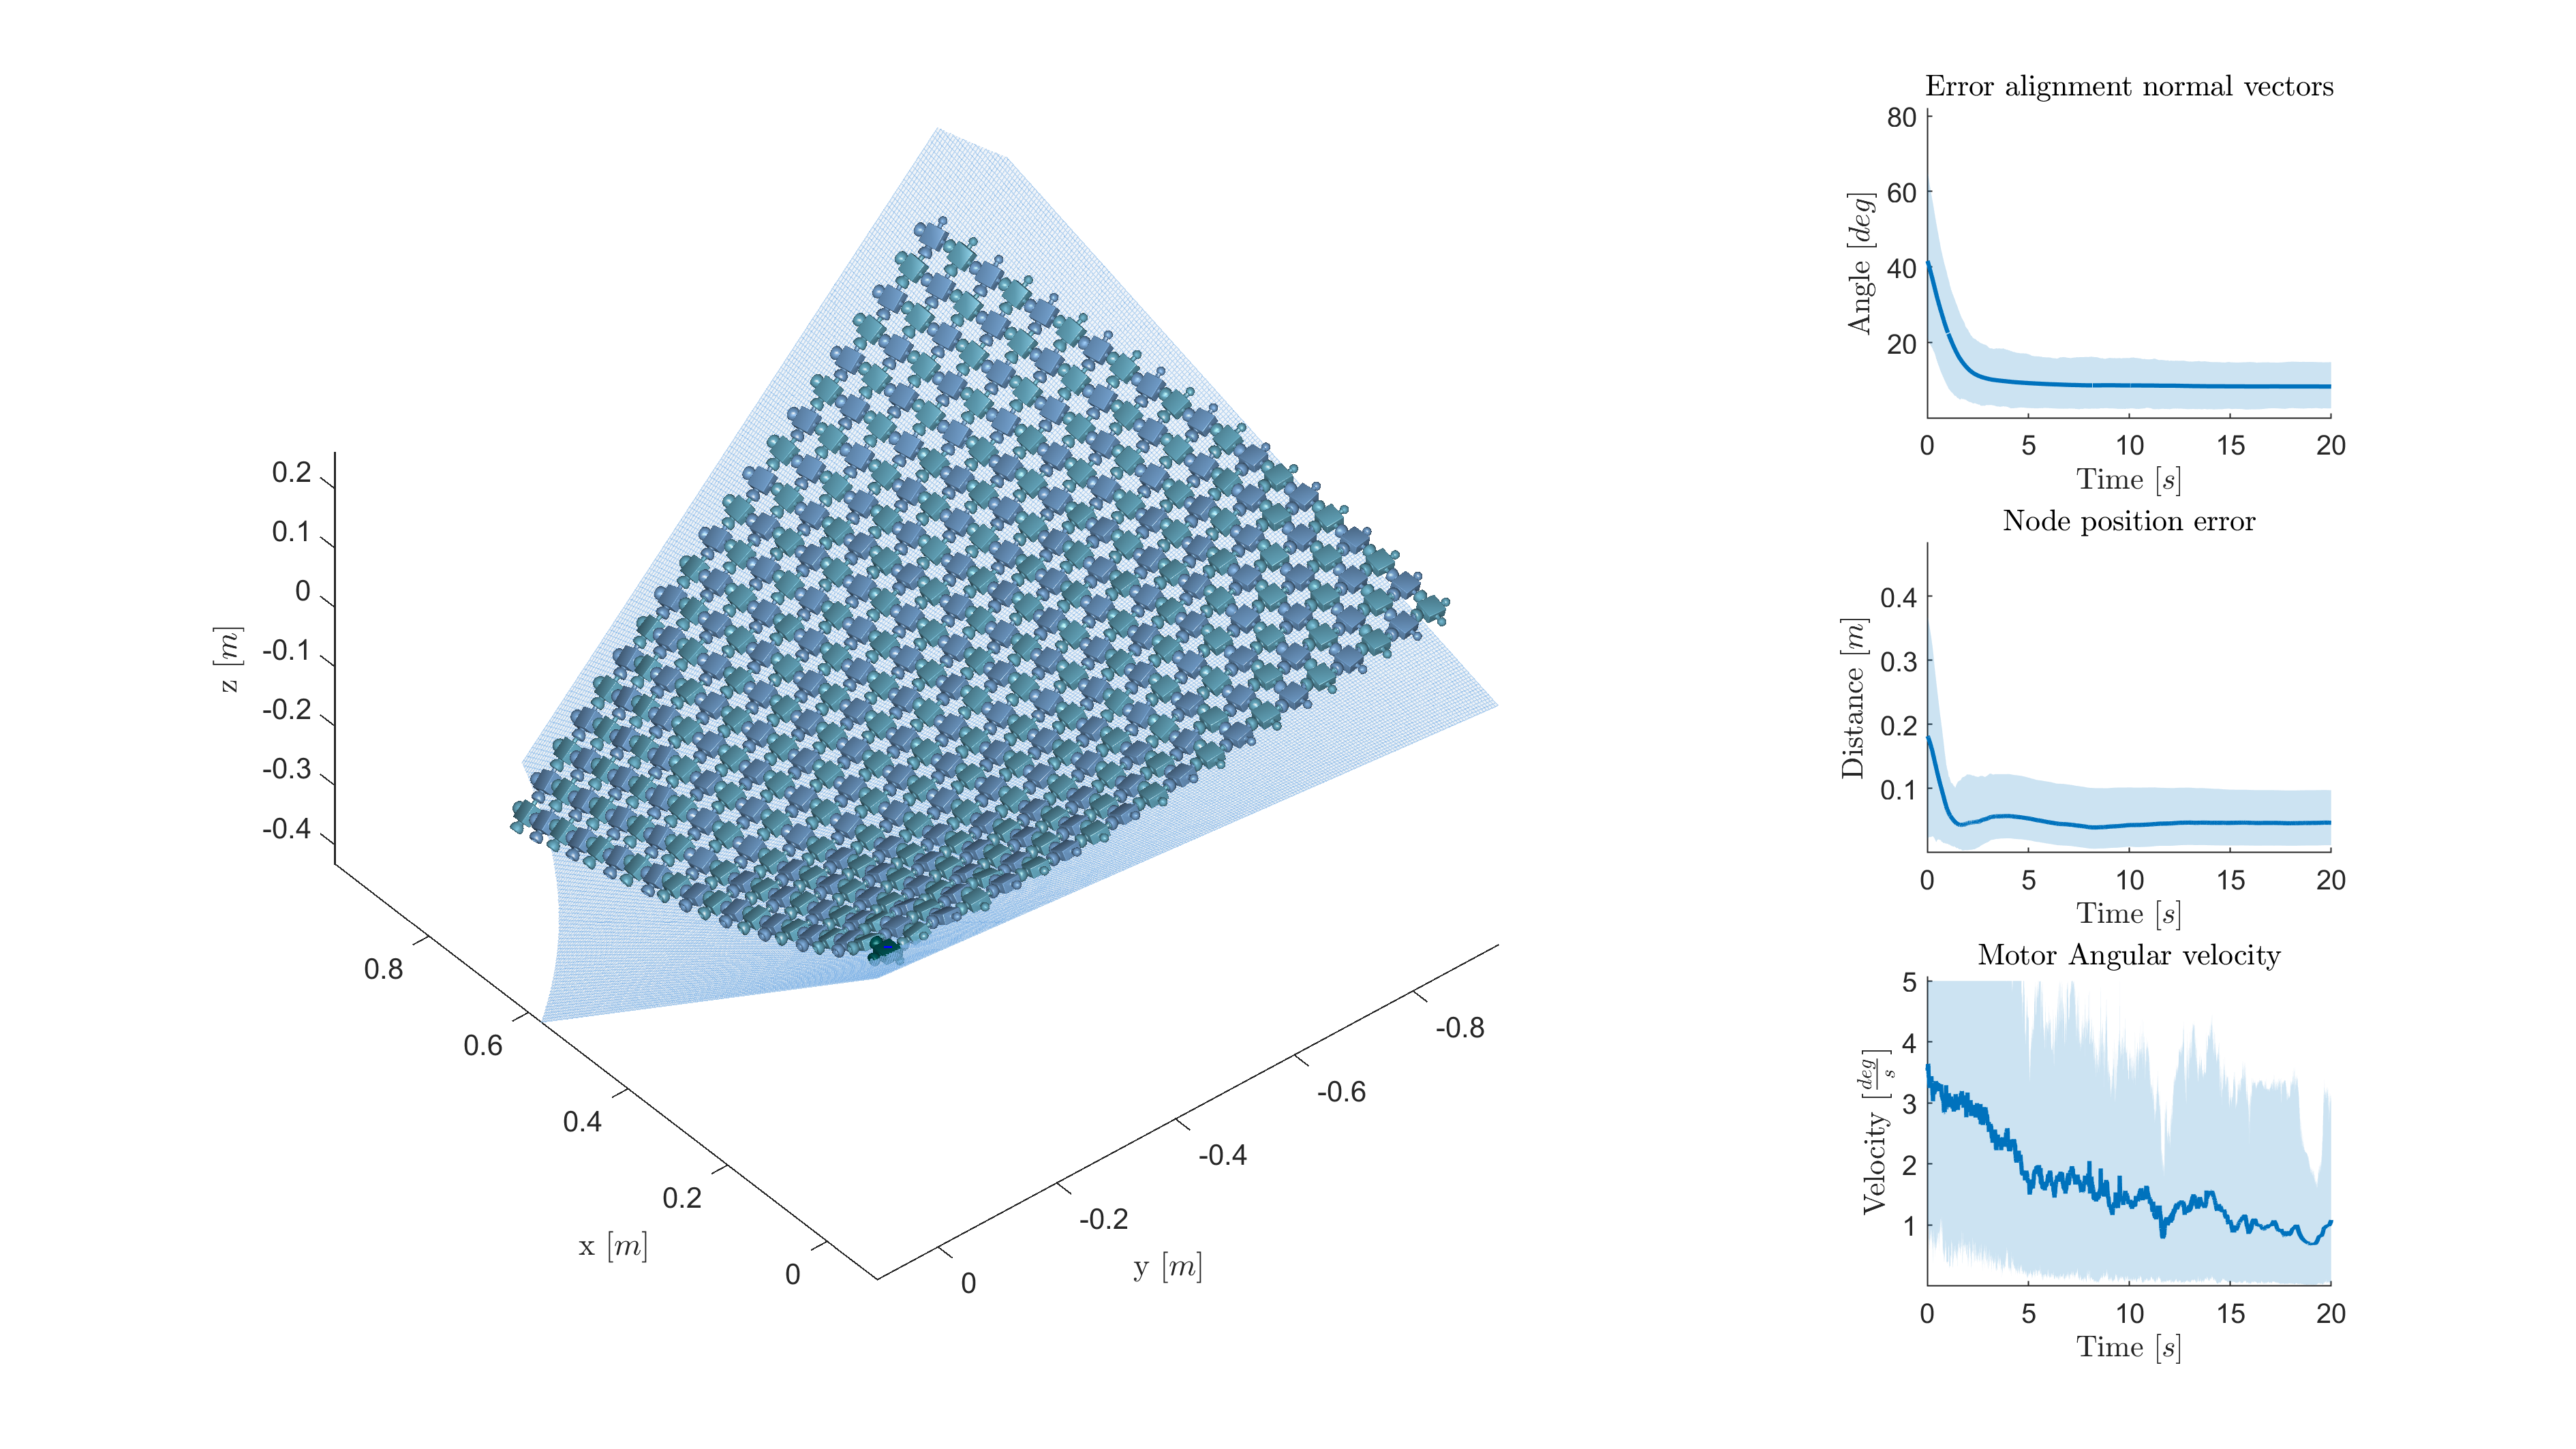 0.2
0.1
0
-0.1
-0.2
-0.3
-0.4
z [m]
0.8
0.6
0.4
0.2
0
x [m]
0
-0.2
-0.4
-0.6
-0.8
y [m]
Error alignment normal vectors
80
60
40
20
Angle [deg]
0 5 10 15 20
Time [s]
Node position error
0.4
0.3
0.2
0.1
Distance [m]
0 5 10 15 20
Time [s]
Motor Angular velocity
5
4
3
2
1
Velocity [deg/s]
0 5 10 15 20
Time [s]